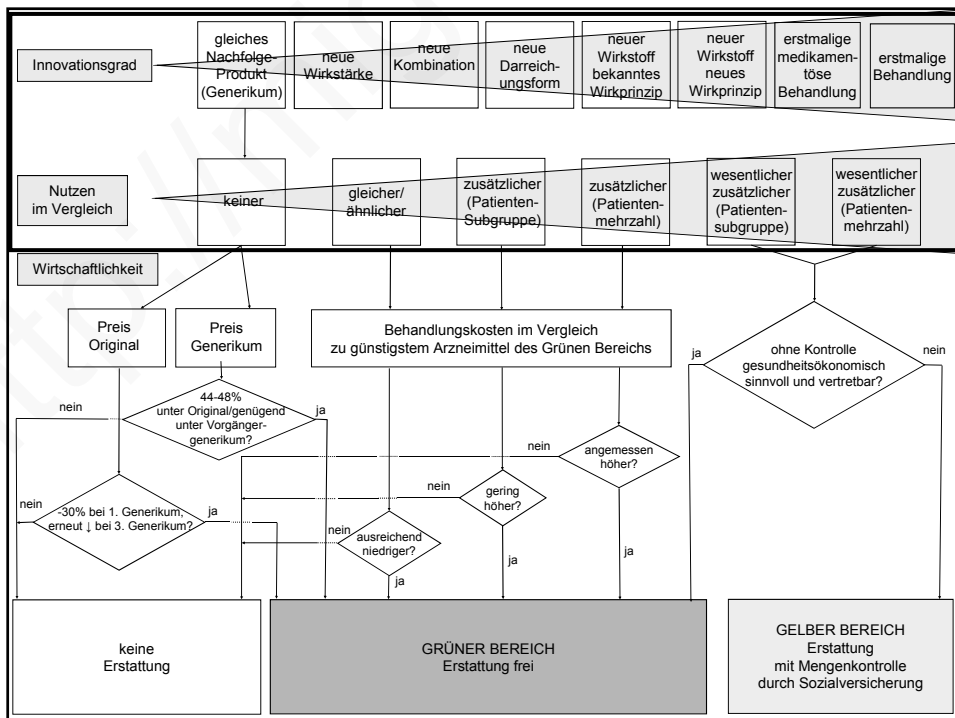 Innovationsgrad
gleiches
Nachfolge-
Produkt
(Generikum)
neue
Wirkstärke
neue
Kombination
neue
Darreich-
ungsform
neuer
Wirkstoff
bekanntes
Wirkprinzip
neuer
Wirkstoff
neues
Wirkprinzip
erstmalige
medikamen-
töse
Behandlung
erstmalige
Behandlung
Nutzen
im Vergleich
keiner
gleicher/
ähnlicher
zusätzlicher
(Patienten-
Subgruppe)
zusätzlicher
(Patienten-
mehrzahl)
wesentlicher
zusätzlicher
(Patienten-
subgruppe)
wesentlicher
zusätzlicher
(Patienten-
mehrzahl)
Wirtschaftlichkeit
Preis
Original
Preis
Generikum
Behandlungskosten im Vergleich
zu günstigstem Arzneimittel des Grünen Bereichs
ja
ohne Kontrolle
gesundheitsökonomisch
sinnvoll und vertretbar?
nein
nein
44-48%
unter Original/genügend
unter Vorgänger-
generikum?
ja
nein
angemessen
höher?
nein
-30% bei 1. Generikum,
erneut ↓ bei 3. Generikum?
ja
nein
gering
höher?
nein
ausreichend
niedriger?
ja
ja
ja
keine
Erstattung
GRÜNER BEREICH
Erstattung frei
GELBER BEREICH
Erstattung
mit Mengenkontrolle
durch Sozialversicherung